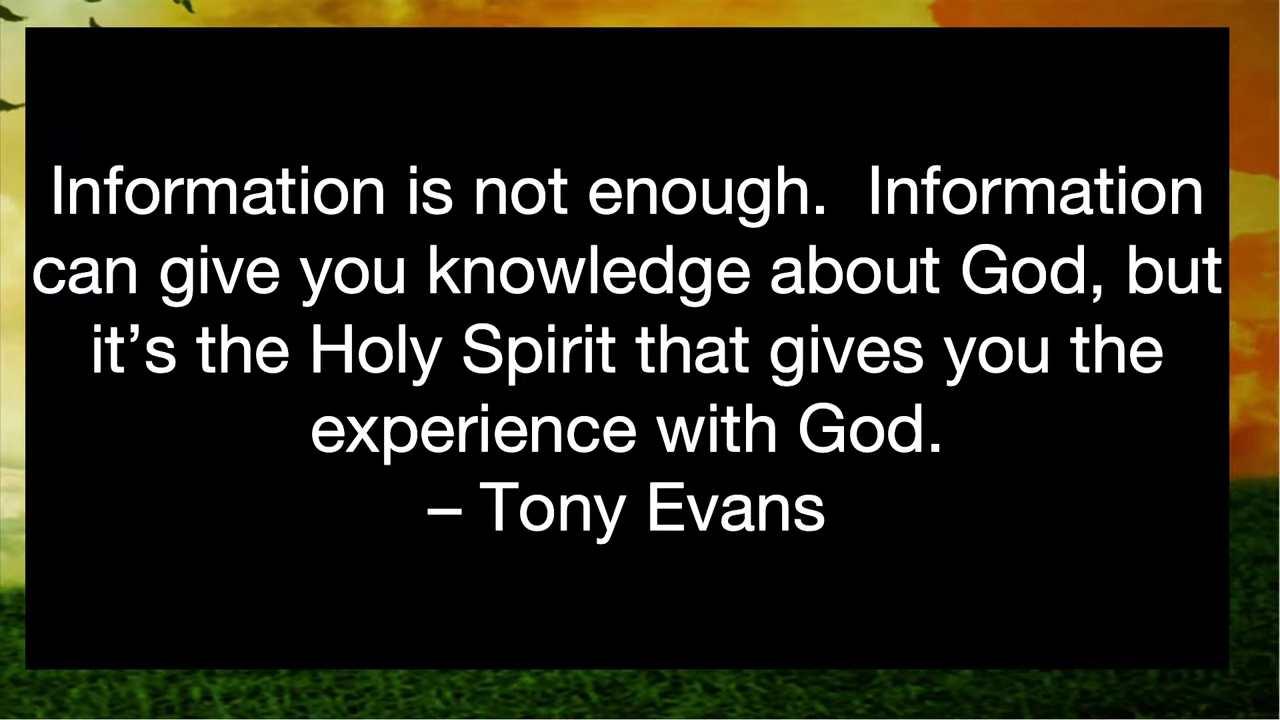 Information is not enough.  Information
can give you knowledge about God, but
it’s the Holy Spirit that gives you the
experience with God.
– Tony Evans